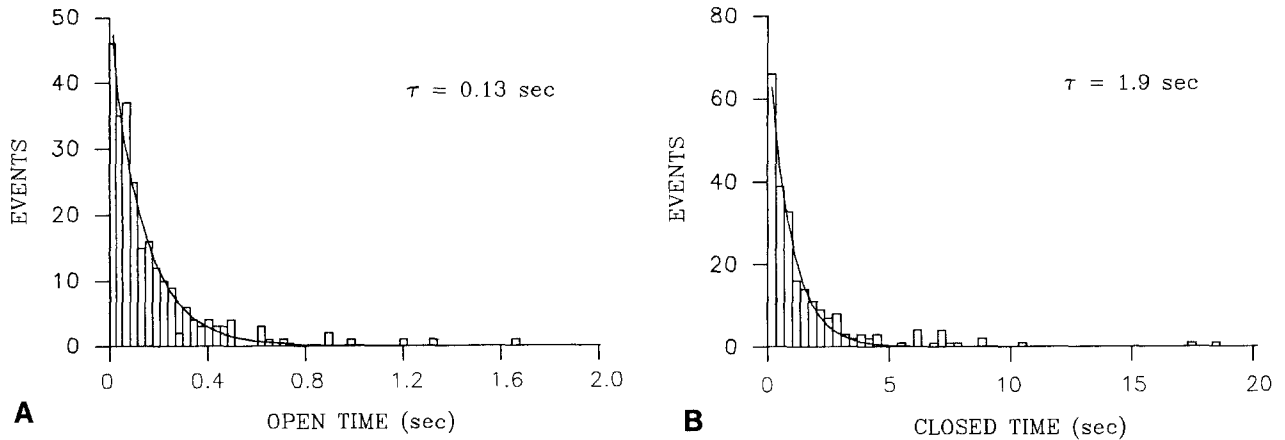 50
40
30
20
10
0
EVENTS
τ = 0.13 sec
0 0.4 0.8 1.2 1.6 2.0
OPEN TIME (sec)
A
80
60
40
20
0
EVENTS
τ = 1.9 sec
0 5 10 15 20
CLOSED TIME (sec)
B